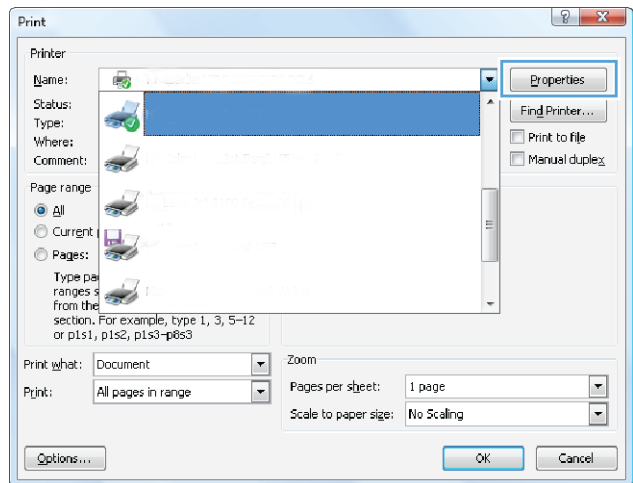 Print
Printer
Name:
Properties
Status:
Find Printer...
Type:
Print to file
Where:
Manual duplex
Comment:
Page range
All
Current
Pages:
Type
ranges
from the
section. For example, type 1, 3, 5–12
or p1s1, p1s2, p1s3–p8s3
Print what: Document
Print: All pages in range
Zoom
Pages per sheet: 1 page
Scale to paper size: No Scaling
Options...
OK
Cancel